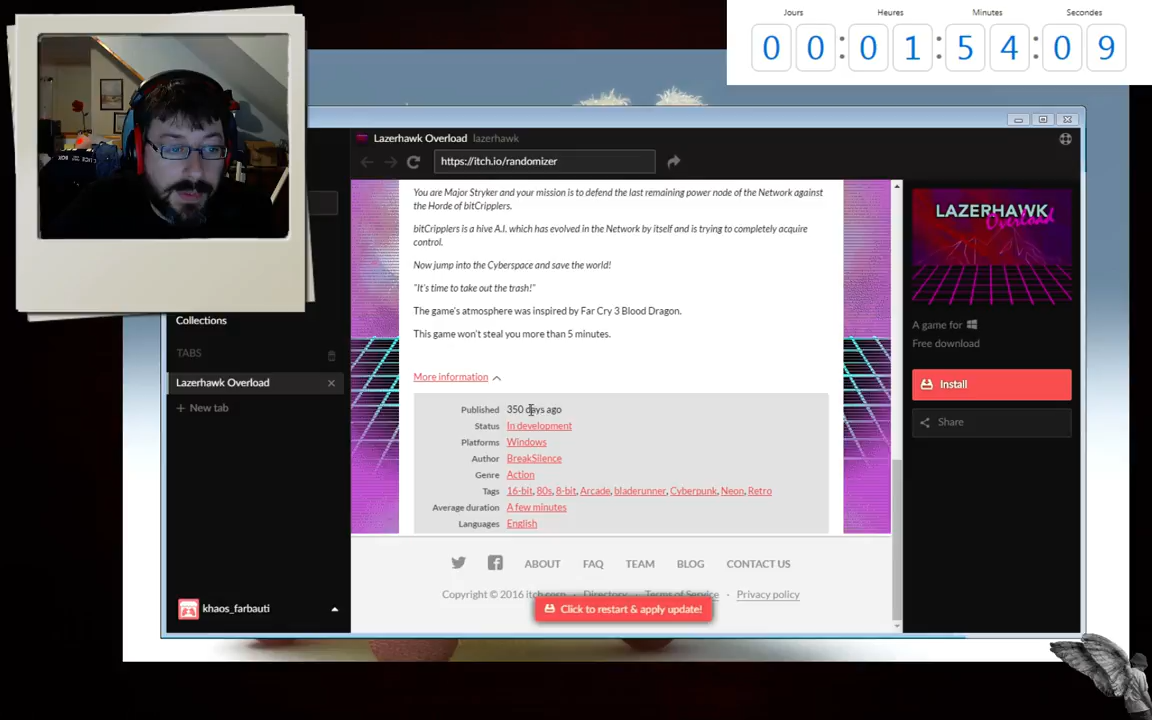 Jours Heures Minutes Secondes
0 0 : 0 1 : 5 4 : 0 9
Lazerhawk Overload lazerhawk
https://itch.io/randomizer
You are Major Stryker and your mission is to defend the last remaining power node of the Network against
the Horde of bitCripplers.
bitCripplers is a hive A.I. which has evolved in the Network by itself and is trying to completely acquire
control.
Now jump into the Cyberspace and save the world!
"It's time to take out the trash!"
The game's atmosphere was inspired by Far Cry 3 Blood Dragon.
This game won't steal you more than 5 minutes.
More information
Published 350 days ago
Status In development
Platforms Windows
Author BreakSilence
Genre Action
Tags 16-bit, 80s, 8-bit, Arcade, bladerunner, Cyberpunk, Neon, Retro
Average duration A few minutes
Languages English
ABOUT FAQ TEAM BLOG CONTACT US
Copyright © 2016 itch corp · Directory · Terms of Service · Privacy policy
Click to restart & apply update!
Collections
TABS
Lazerhawk Overload
+ New tab
khaos_farbauti
LAZERHAWK
Overload
A game for
Free download
Install
Share